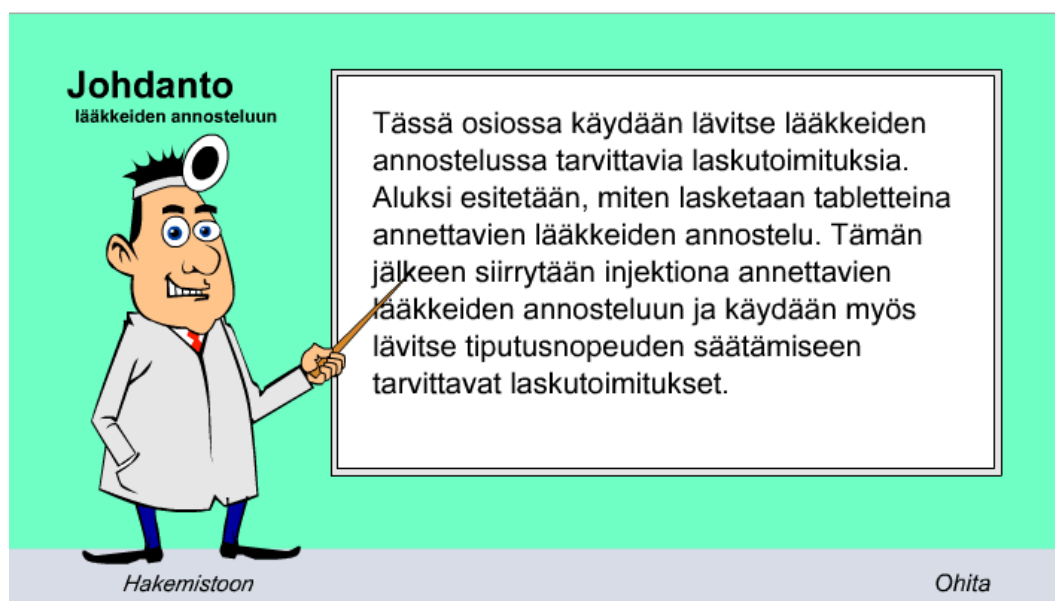 Johdanto
lääkkeiden annosteluun
Tässä osiossa käydään lävitse lääkkeiden
annostelussa tarvittavia laskutoimituksia.
Aluksi esitetään, miten lasketaan tabletteina
annettavien lääkkeiden annostelu. Tämän
jälkeen siirrytään injektiona annettavien
lääkkeiden annosteluun ja käydään myös
lävitse tiputusnopeuden säätämiseen
tarvittavat laskutoimitukset.
Hakemistoon
Ohita